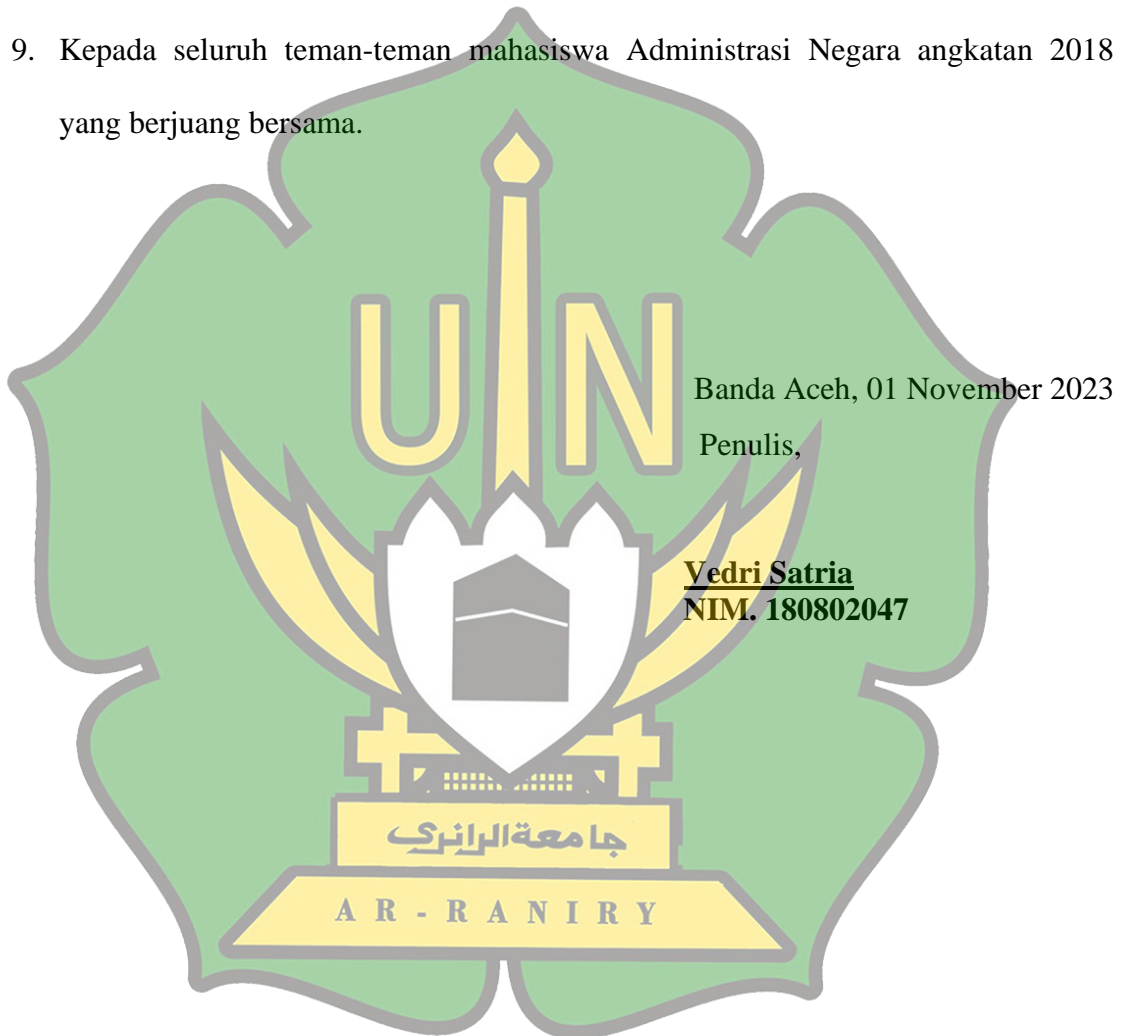 9. Kepada seluruh teman-teman mahasiswa Administrasi Negara angkatan 2018
yang berjuang bersama.
UIN
Banda Aceh, 01 November 2023
Penulis,
Vedri Satria
NIM. 180802047
جامعة الرانري
AR-RANIRY